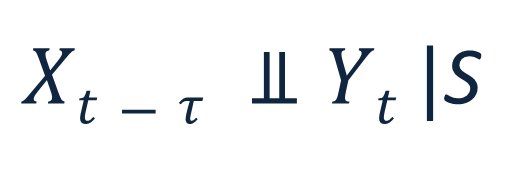 X_{t − τ} ⫫ Y_t |S